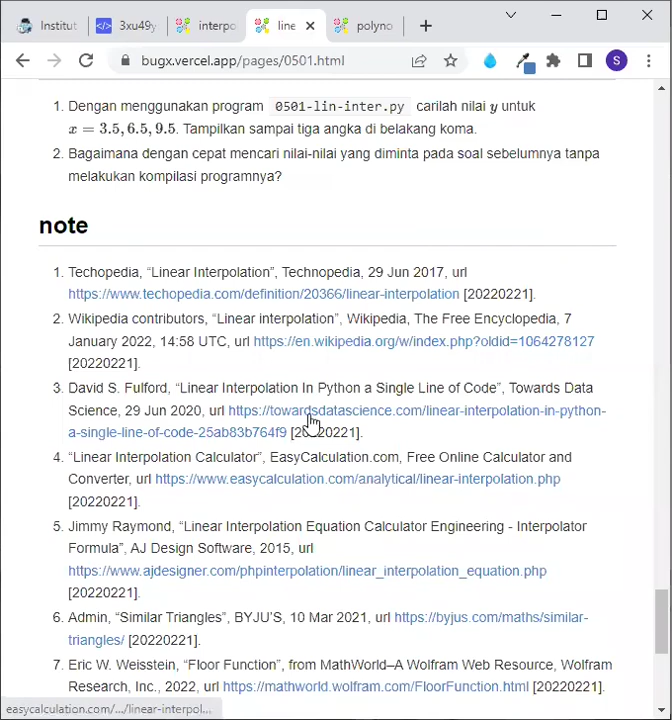 Institut
3xu49y
interpo
line
polyno
bugx.vercel.app/pages/0501.html
S
1. Dengan menggunakan program 0501-lin-inter.py carilah nilai y untuk
x = 3.5, 6.5, 9.5. Tampilkan sampai tiga angka di belakang koma.
2. Bagaimana dengan cepat mencari nilai-nilai yang diminta pada soal sebelumnya tanpa
melakukan kompilasi programnya?
note
1. Techopedia, “Linear Interpolation”, Technopedia, 29 Jun 2017, url
https://www.techopedia.com/definition/20366/linear-interpolation [20220221].
2. Wikipedia contributors, “Linear interpolation”, Wikipedia, The Free Encyclopedia, 7
January 2022, 14:58 UTC, url https://en.wikipedia.org/w/index.php?oldid=1064278127
[20220221].
3. David S. Fulford, “Linear Interpolation In Python a Single Line of Code”, Towards Data
Science, 29 Jun 2020, url https://towardsdatascience.com/linear-interpolation-in-python-
a-single-line-of-code-25ab83b764f9 [20220221].
4. “Linear Interpolation Calculator”, EasyCalculation.com, Free Online Calculator and
Converter, url https://www.easycalculation.com/analytical/linear-interpolation.php
[20220221].
5. Jimmy Raymond, “Linear Interpolation Equation Calculator Engineering - Interpolator
Formula”, AJ Design Software, 2015, url
https://www.ajdesigner.com/phpinterpolation/linear_interpolation_equation.php
[20220221].
6. Admin, “Similar Triangles”, BYJU’S, 10 Mar 2021, url https://byjus.com/maths/similar-
triangles/ [20220221].
7. Eric W. Weisstein, “Floor Function”, from MathWorld–A Wolfram Web Resource, Wolfram
Research, Inc., 2022, url https://mathworld.wolfram.com/FloorFunction.html [20220221].
easycalculation.com/.../linear-interpol...